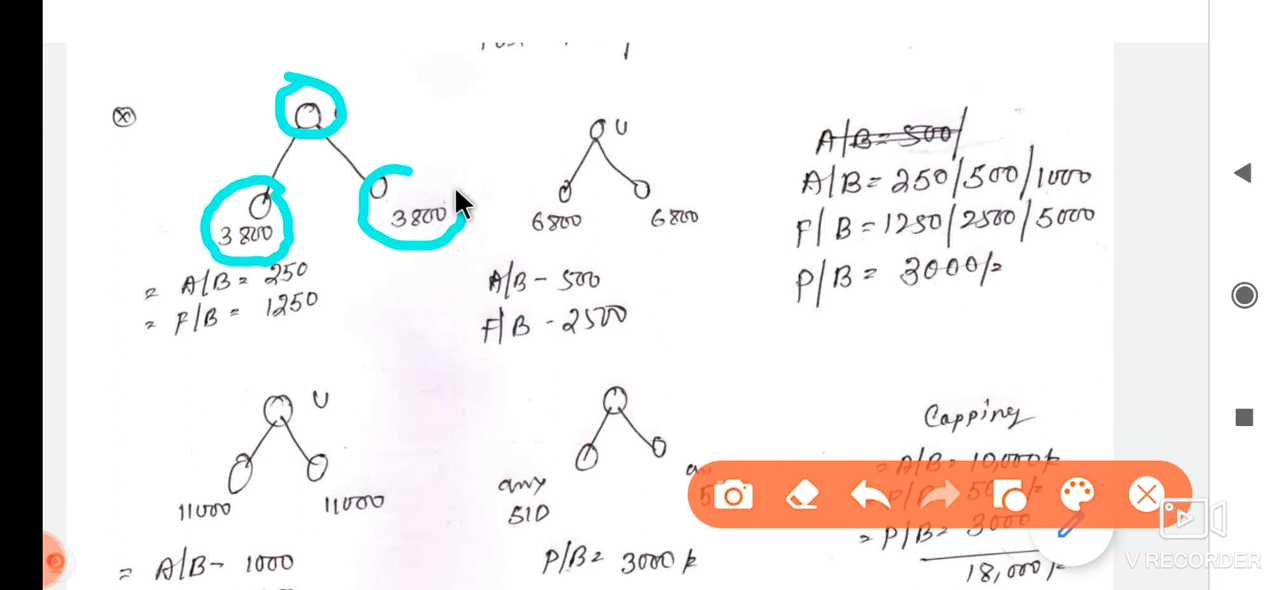 U
3800
3800
= A/B = 250
= F/B = 1250
6800
6800
A/B - 500
F/B - 2500
A/B = 500/
A/B = 250/500/1000
F/B = 1250/2500/5000
P/B = 3000/=
U
11000
11000
= A/B - 1000
any
510
P/B = 3000/=
Capping
= A/B = 10,000/=
= P/B = 3000
18,000/=
V RECORDER